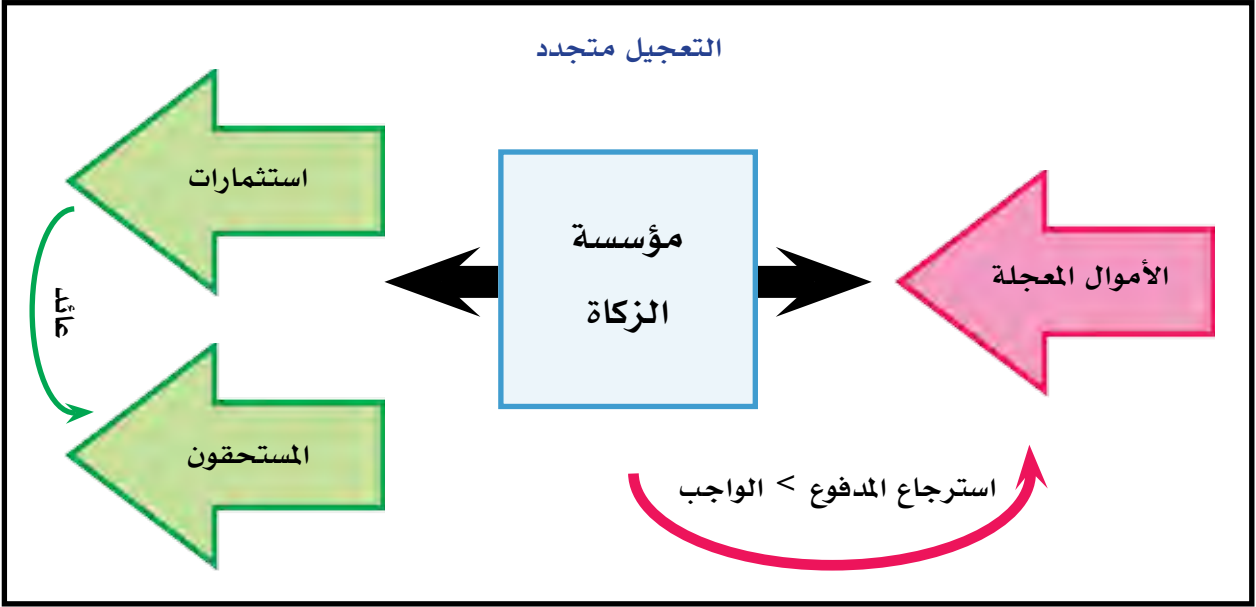 التعجيل متجدد
الأموال المعجلة
مؤسسة
الزكاة
استثمارات
عائد
المستحقون
استرجاع المدفوع > الواجب